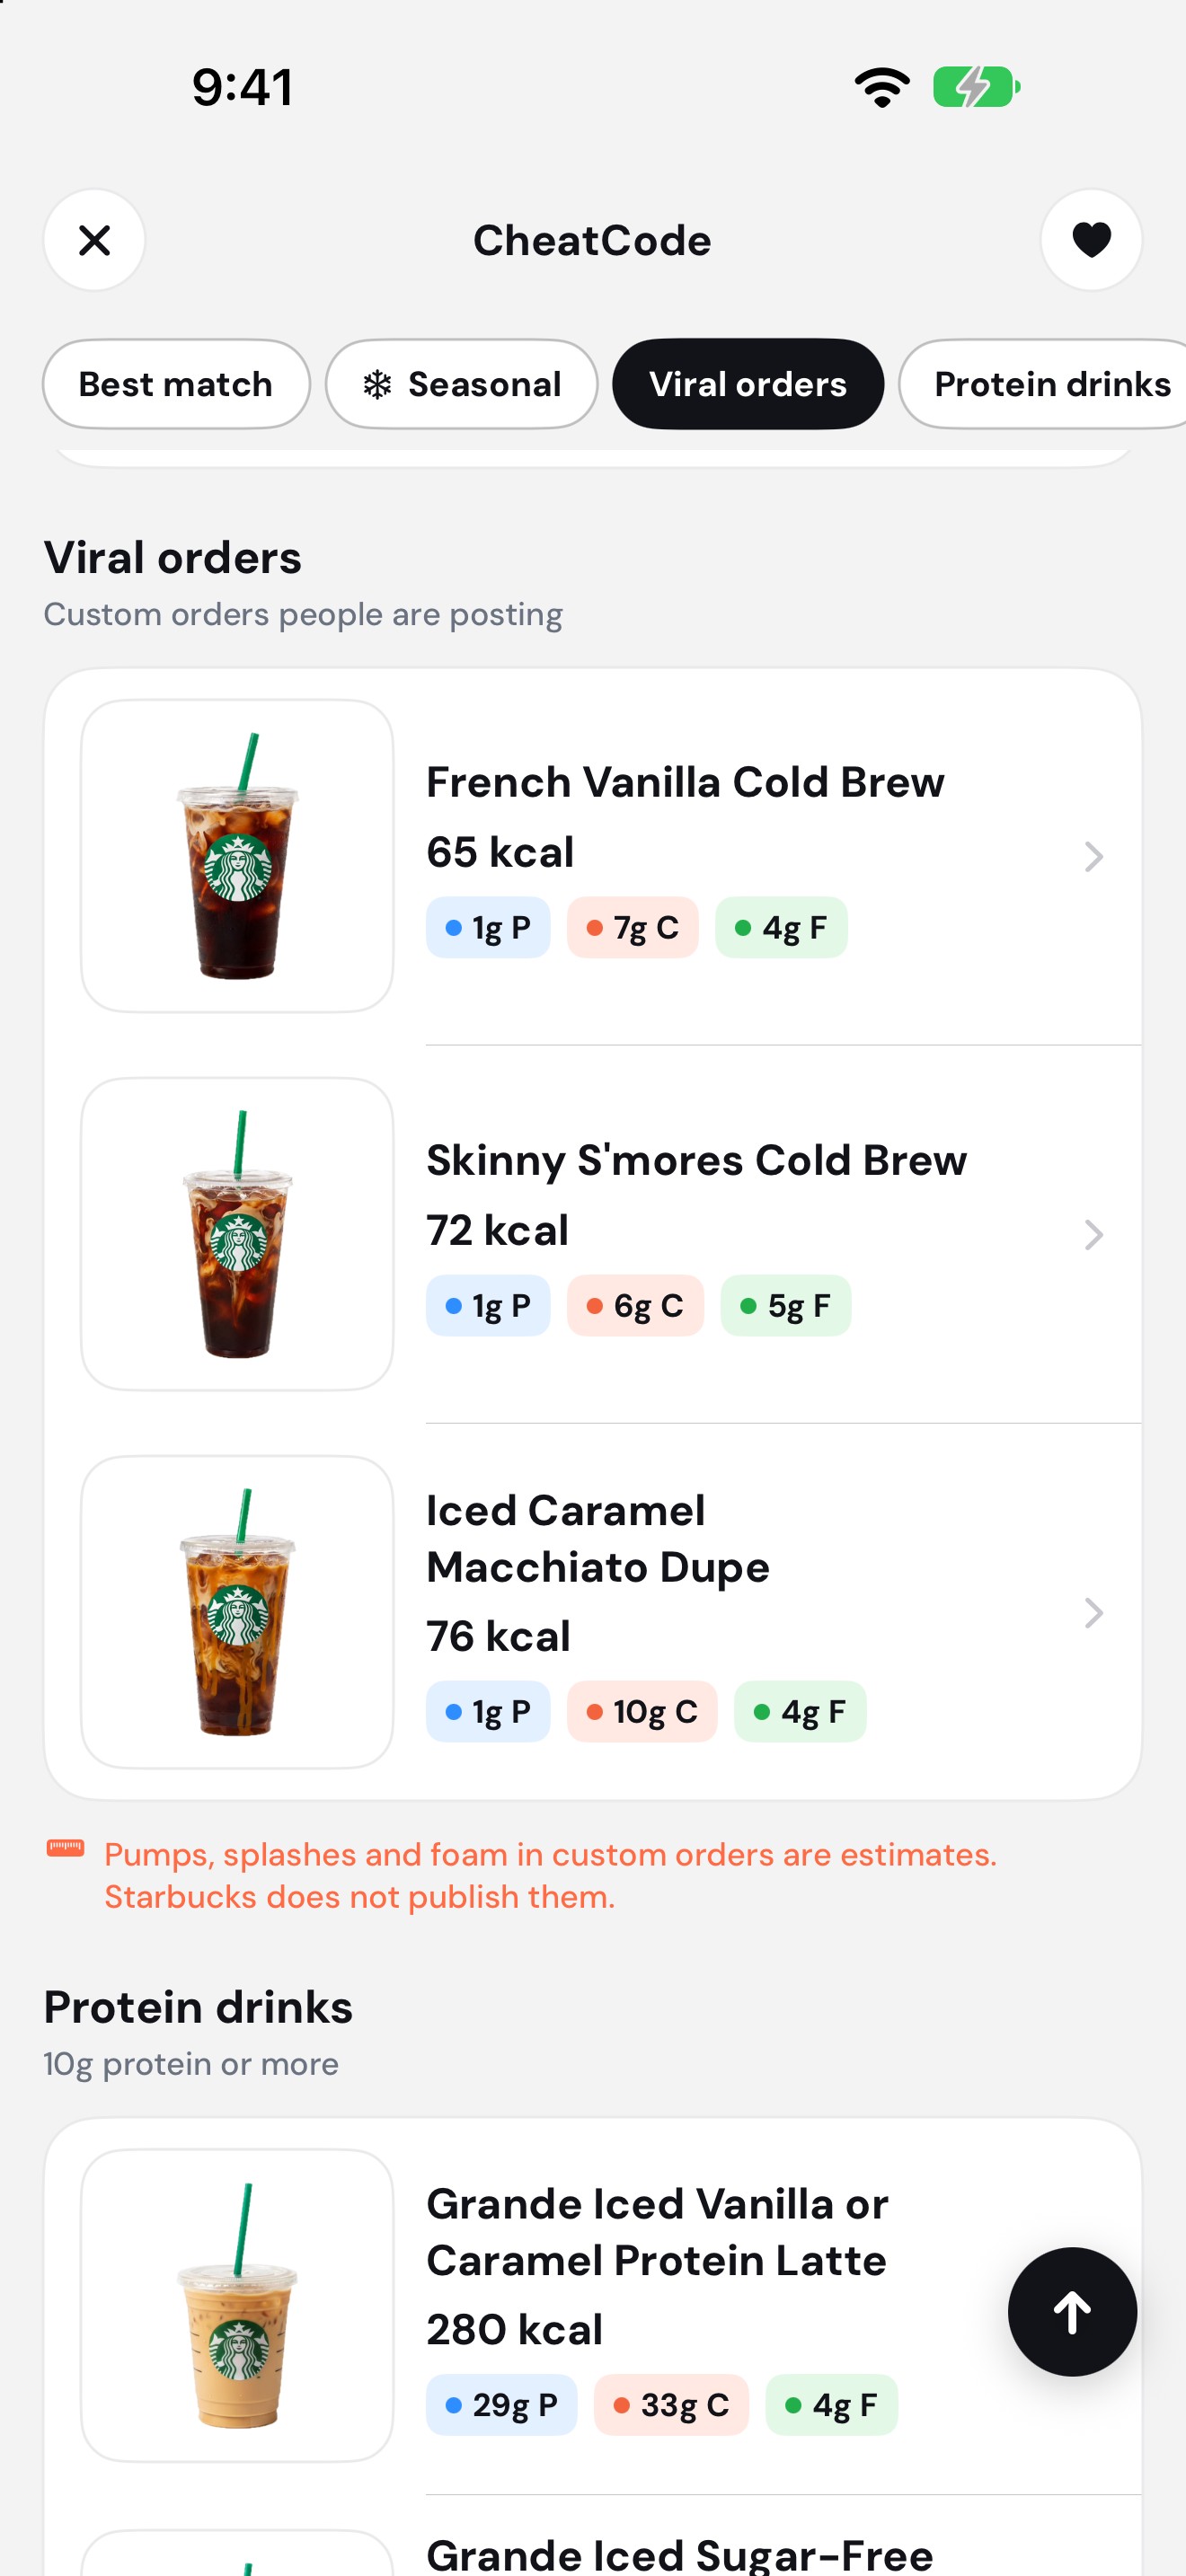 9:41
CheatCode
Best match
Seasonal
Viral orders
Protein drinks
Viral orders
Custom orders people are posting
French Vanilla Cold Brew
65 kcal
1g P
7g C
4g F
Skinny S'mores Cold Brew
72 kcal
1g P
6g C
5g F
Iced Caramel
Macchiato Dupe
76 kcal
1g P
10g C
4g F
Pumps, splashes and foam in custom orders are estimates.
Starbucks does not publish them.
Protein drinks
10g protein or more
Grande Iced Vanilla or
Caramel Protein Latte
280 kcal
29g P
33g C
4g F
Grande Iced Sugar-Free